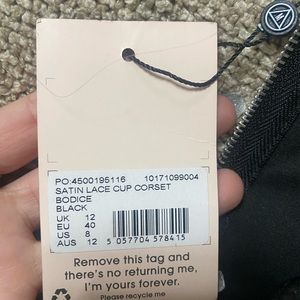 PO:4500195116 10171099004
SATIN LACE CUP CORSET
BODICE
BLACK
UK 12
EU 40
US 8
AUS 12 5 057704 578415
Remove this tag and
there's no returning me,
I'm yours forever.
Please recycle me